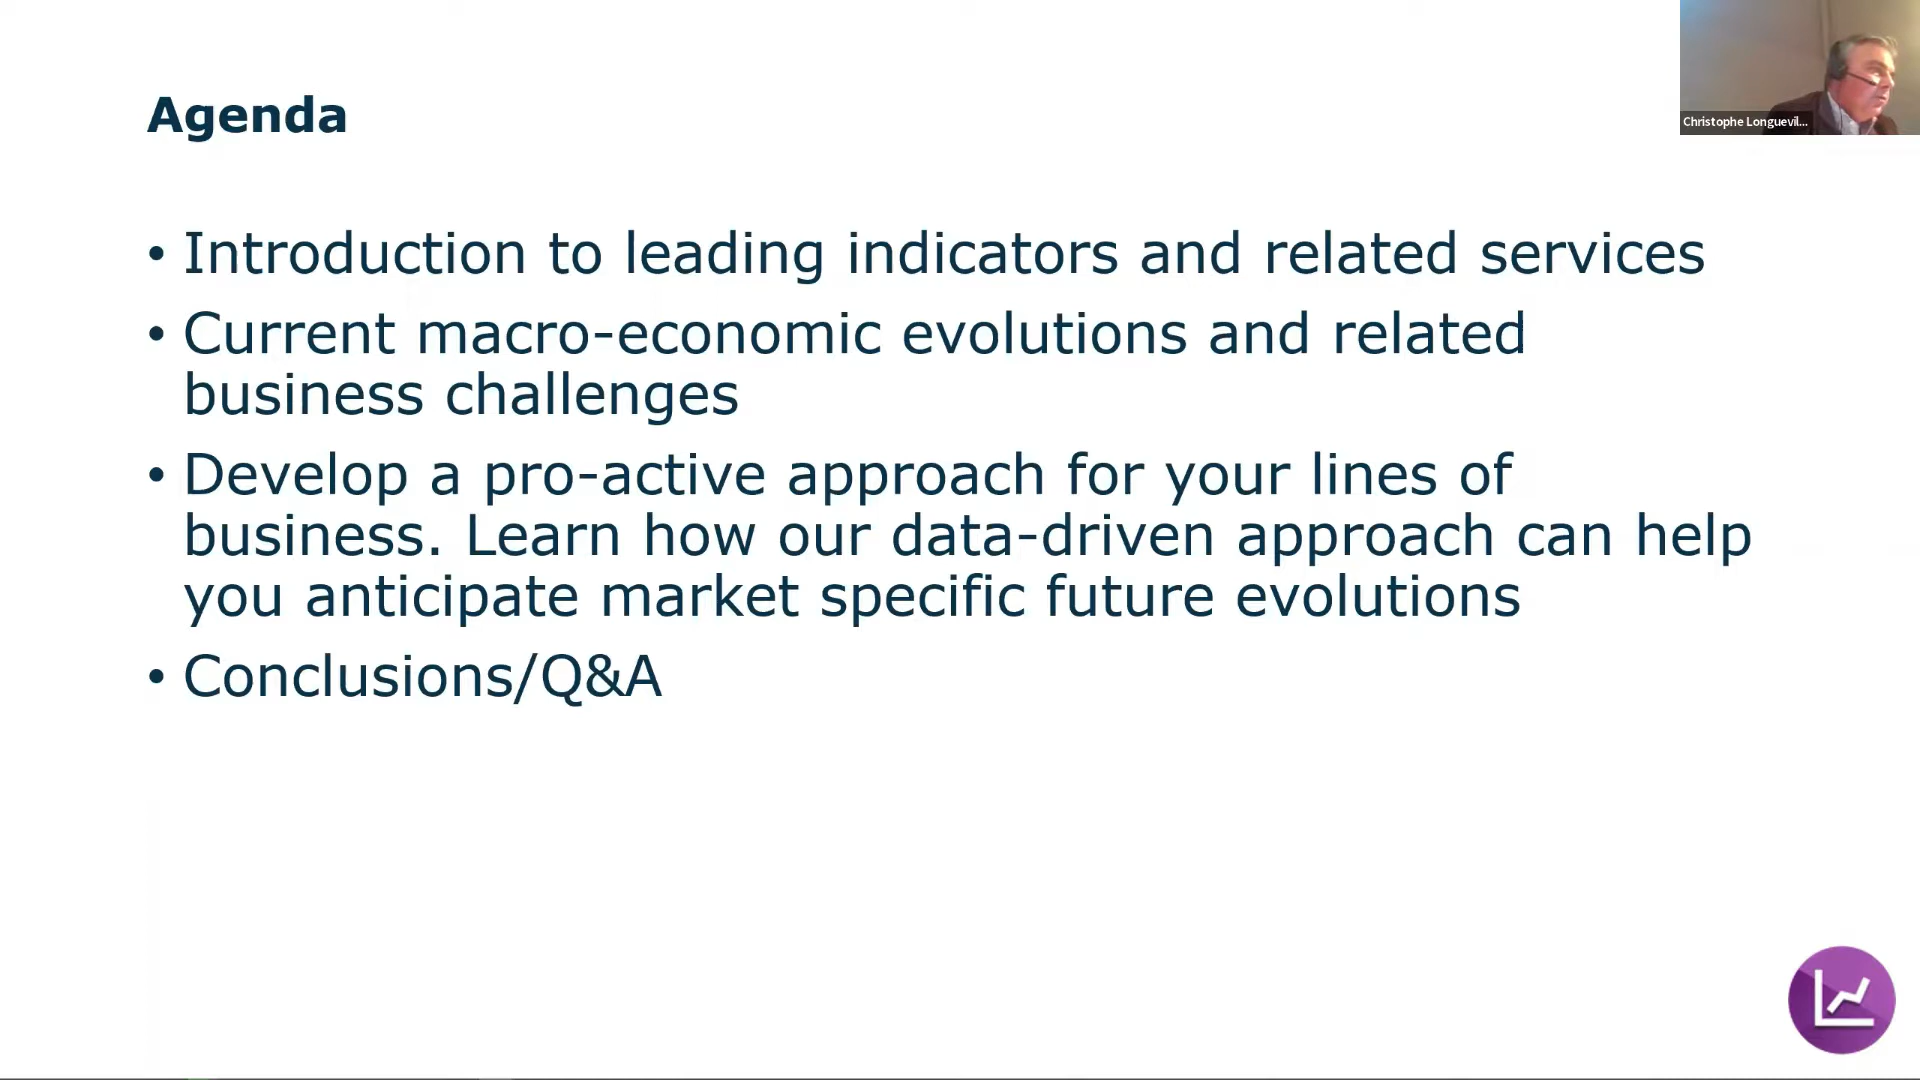 Agenda
• Introduction to leading indicators and related services
• Current macro-economic evolutions and related
business challenges
• Develop a pro-active approach for your lines of
business. Learn how our data-driven approach can help
you anticipate market specific future evolutions
• Conclusions/Q&A
Christophe Longuevil...